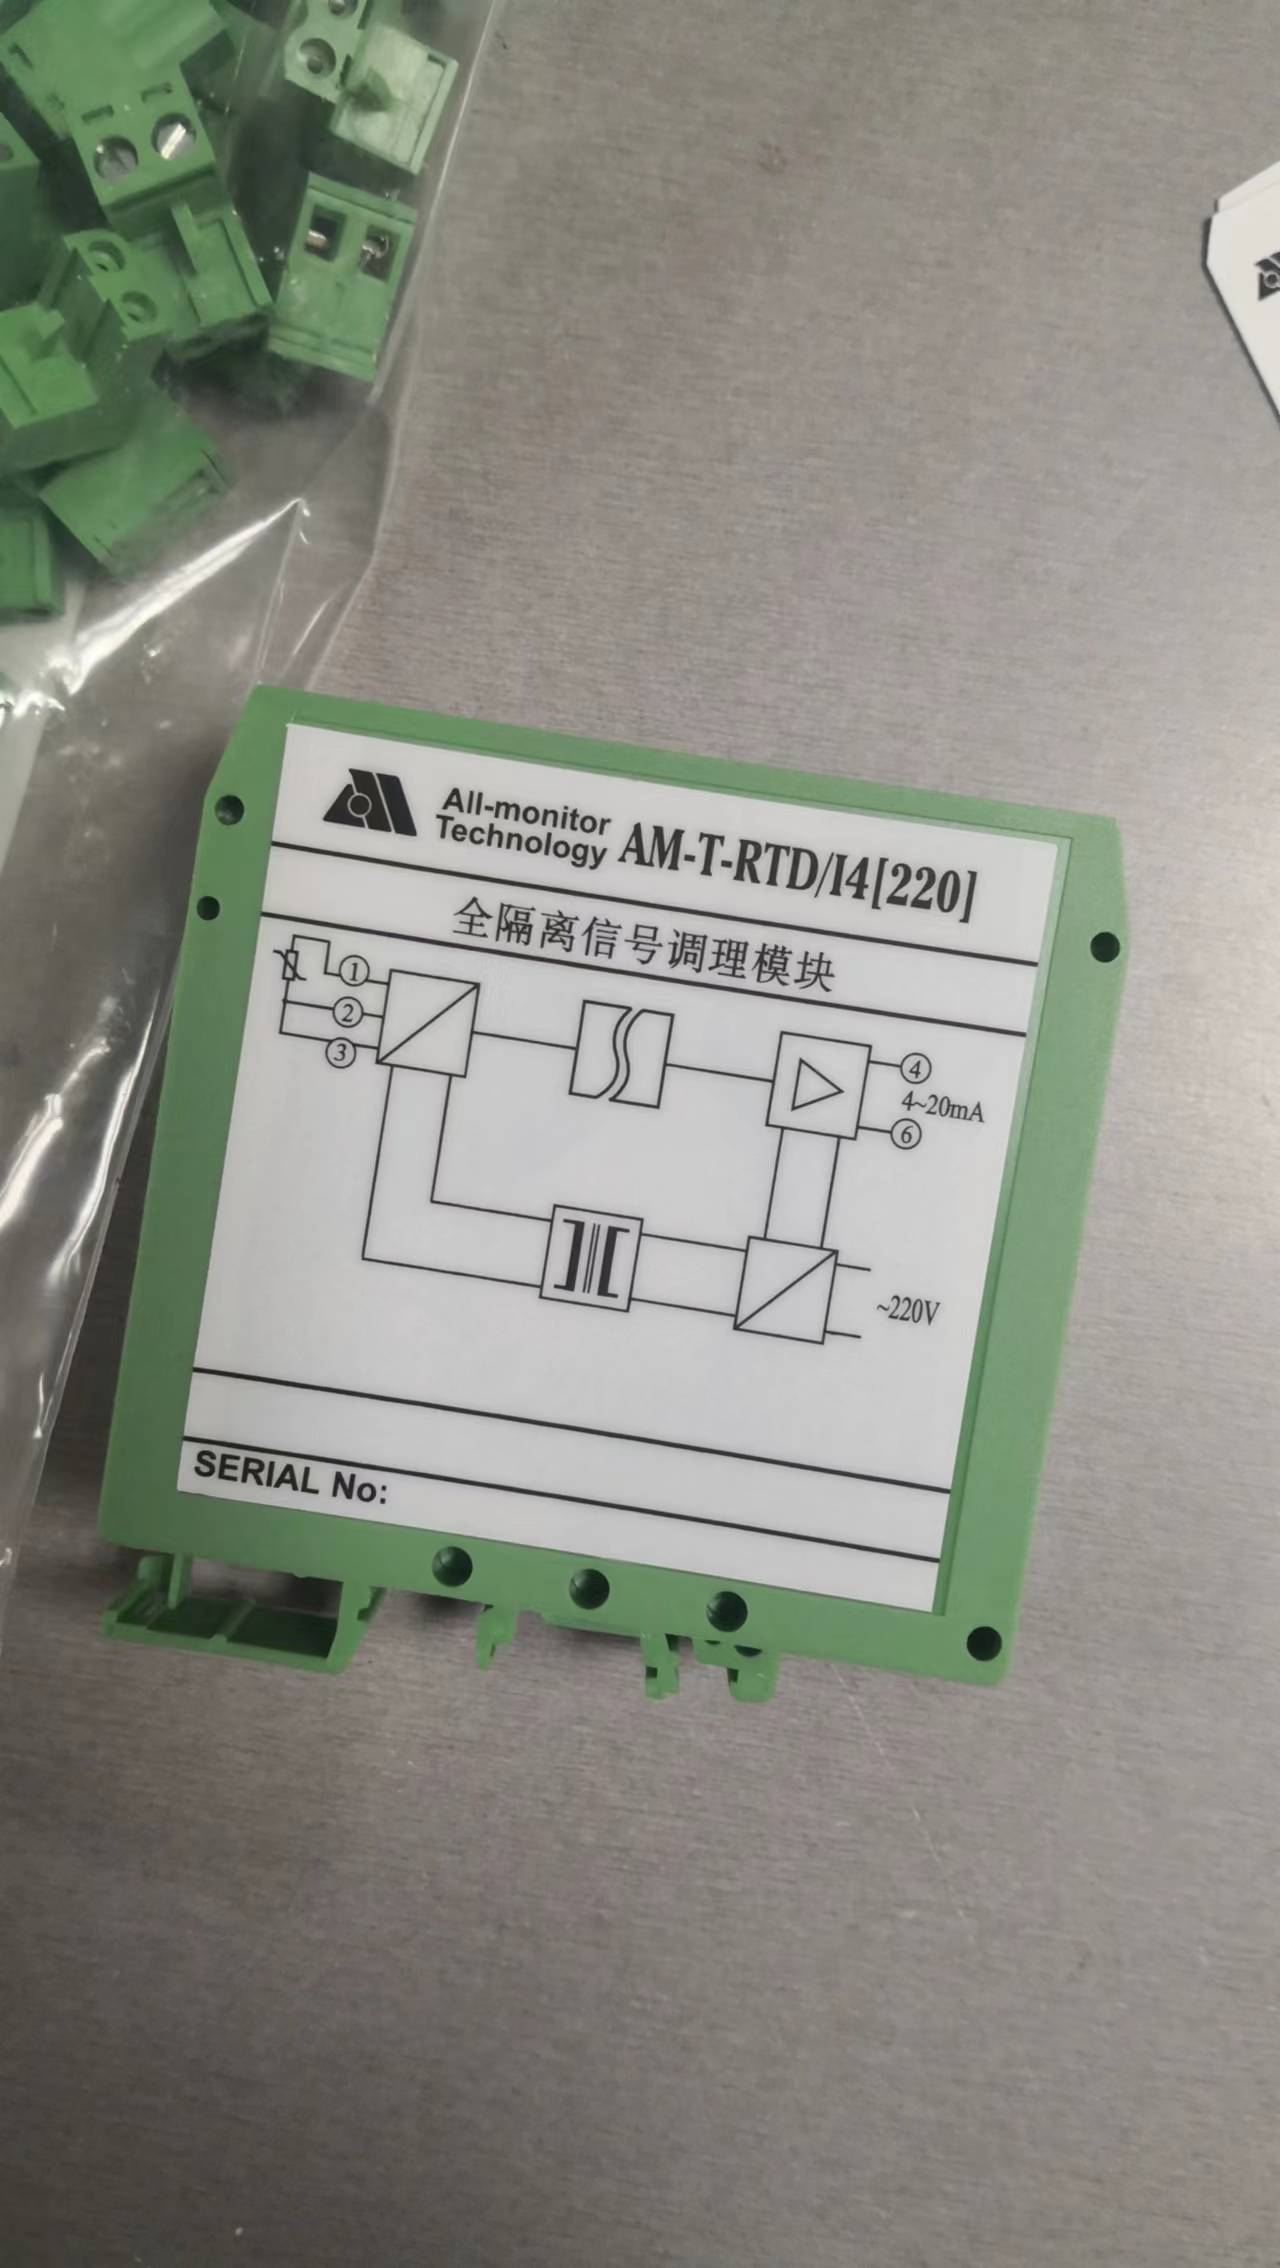 All-monitor
Technology
AM-T-RTD/I4[220]
全隔离信号调理模块
1
2
3
4
4~20mA
6
~220V
SERIAL No: